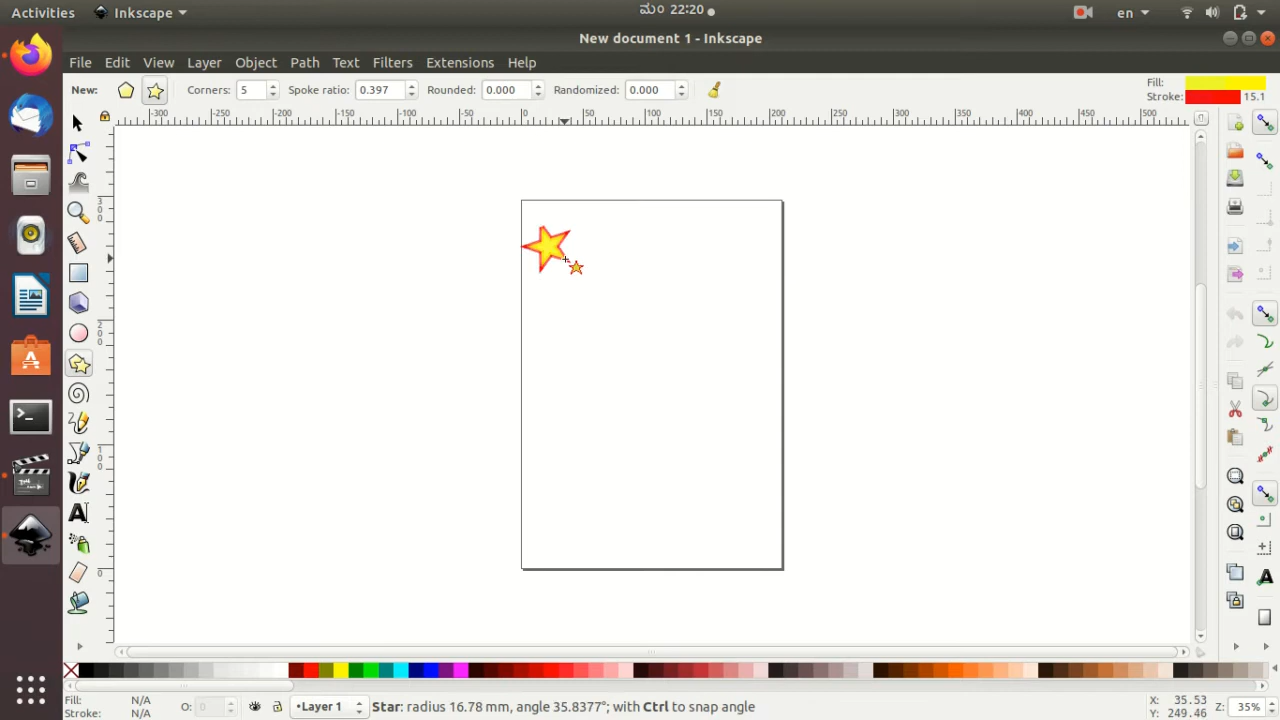 Activities Inkscape మం 22:20 en
New document 1 - Inkscape
File Edit View Layer Object Path Text Filters Extensions Help
New: Corners: 5 Spoke ratio: 0.397 Rounded: 0.000 Randomized: 0.000 Fill:
Stroke: 15.1
-300 -250 -200 -150 -100 -50 0 50 100 150 200 250 300 350 400 450 500
300
200
100
0
Fill: N/A O: 0 Layer 1 Star: radius 16.78 mm, angle 35.8377°; with Ctrl to snap angle X: 35.53 Z: 35%
Stroke: N/A Y: 249.46